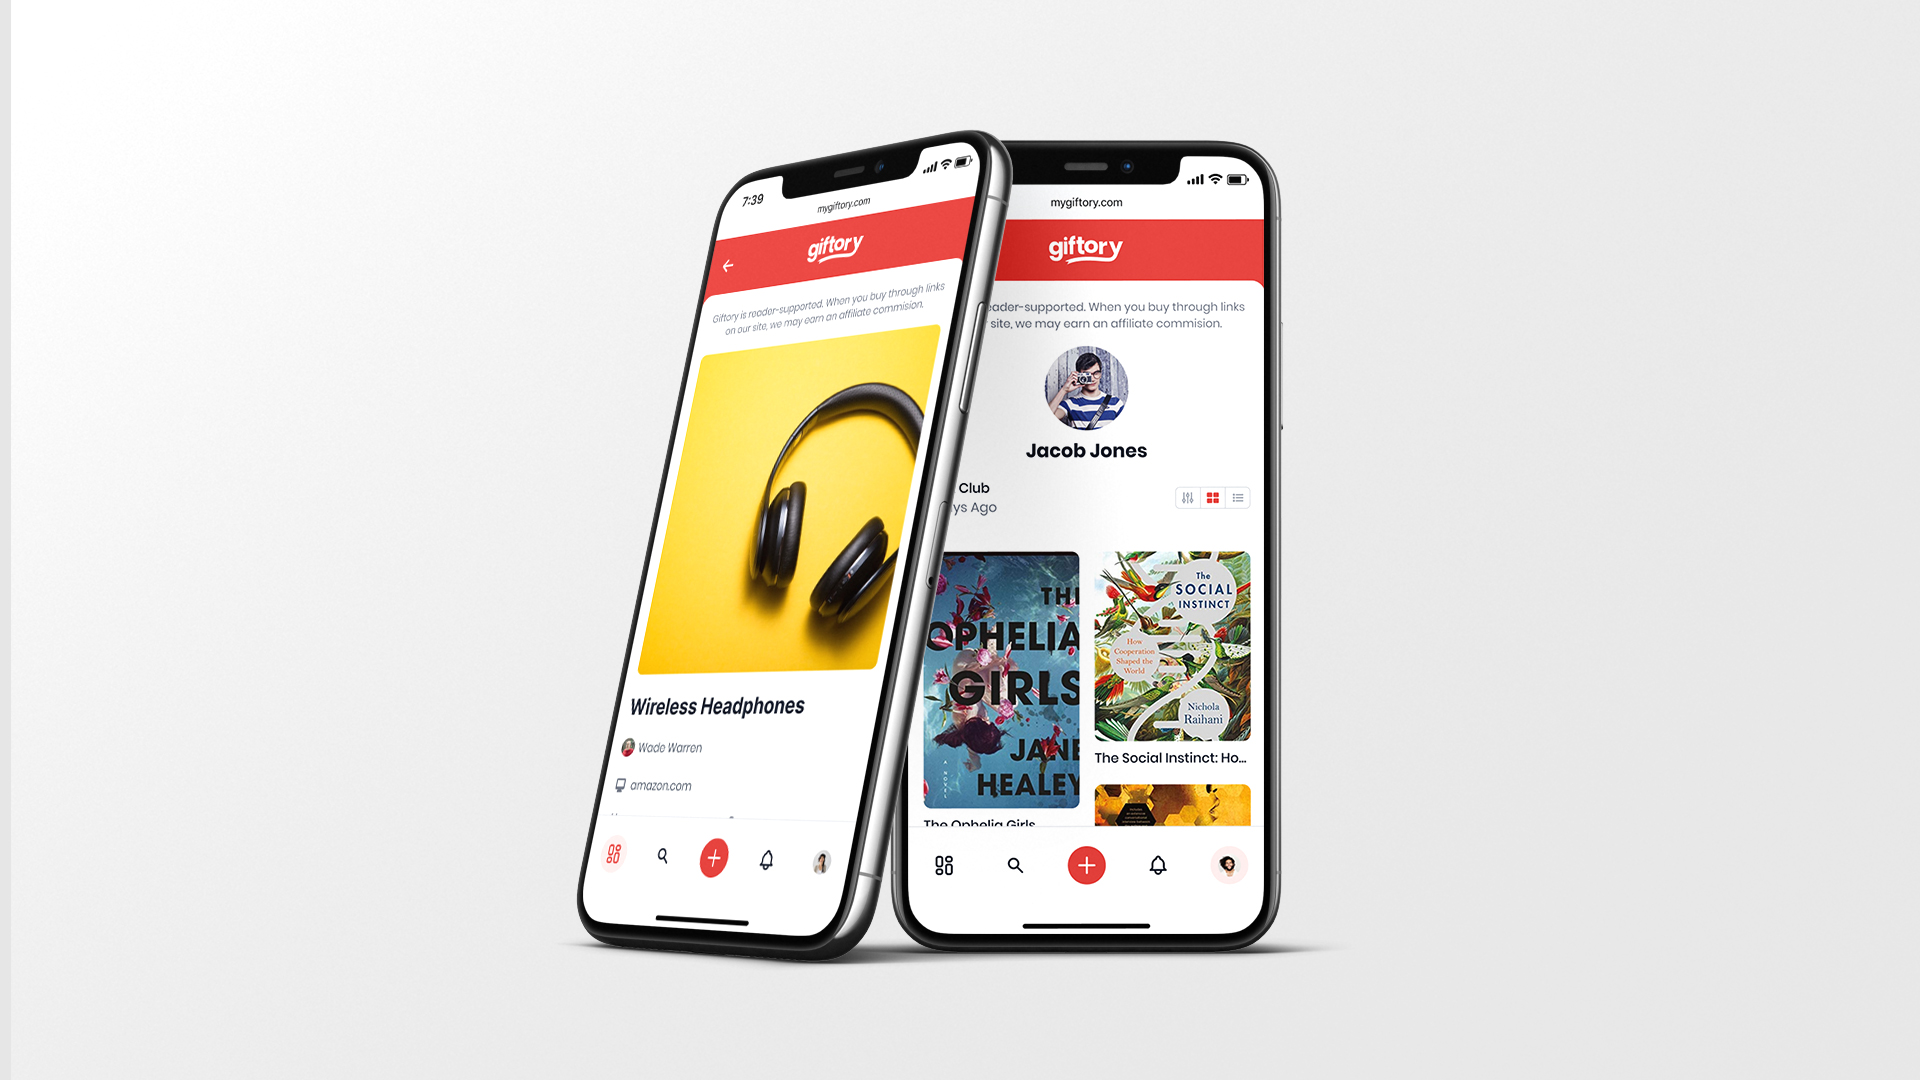 7:39
mygiftory.com
giftory
Giftory is reader-supported. When you buy through links
on our site, we may earn an affiliate commision.
Wireless Headphones
Wade Warren
amazon.com
mygiftory.com
giftory
eader-supported. When you buy through links
site, we may earn an affiliate commision.
Jacob Jones
Club
ys Ago
THE
OPHELIA
GIRLS
JANE
HEALEY
A NOVEL
The Ophelia Girls
The
SOCIAL
INSTINCT
How
Cooperation
Shaped the
World
Nichola
Raihani
The Social Instinct: Ho...